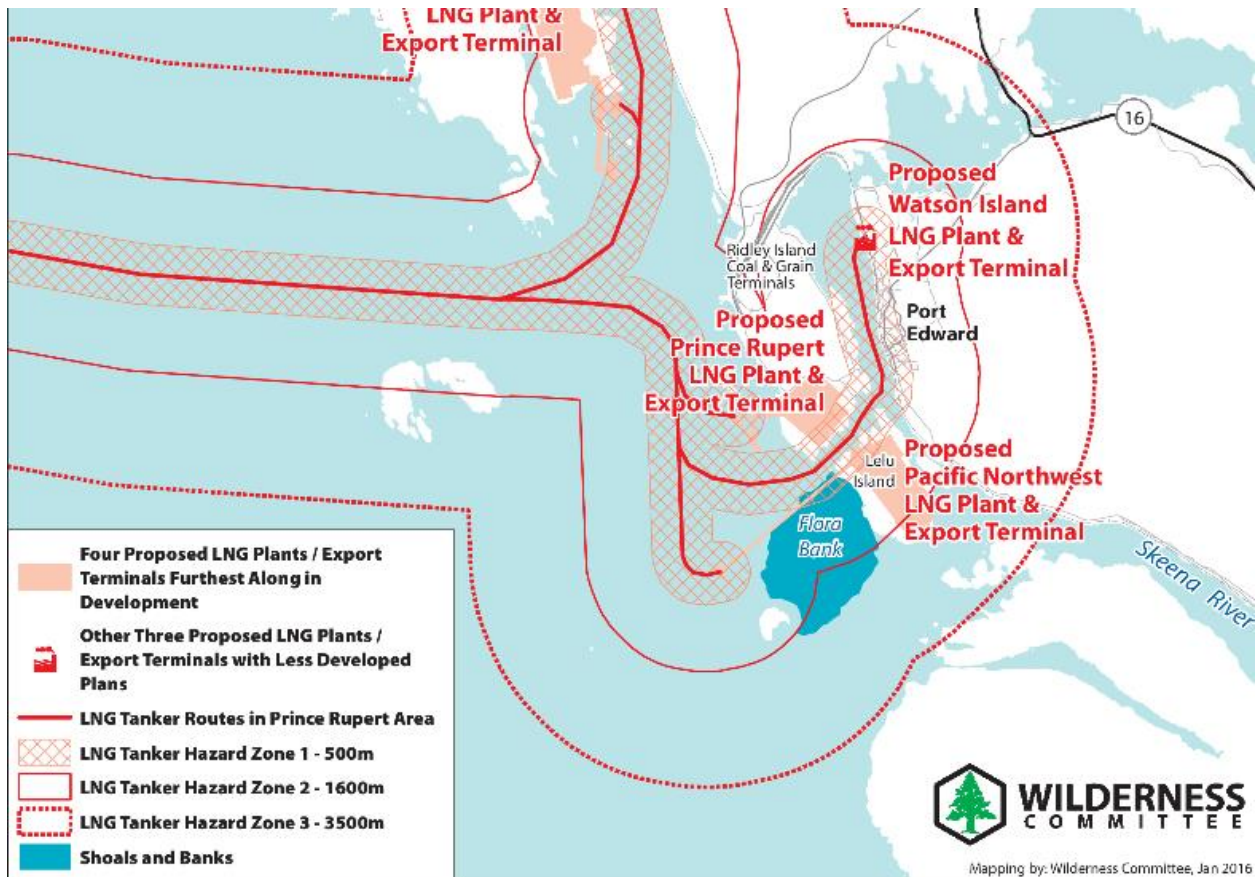 LNG Plant &
Export Terminal
16
Proposed
Watson Island
LNG Plant &
Export Terminal
Ridley Island
Coal & Grain
Terminals
Port
Edward
Proposed
Prince Rupert
LNG Plant &
Export Terminal
Lelu
Island
Proposed
Pacific Northwest
LNG Plant &
Export Terminal
Flora
Bank
Skeena River
Four Proposed LNG Plants / Export
Terminals Furthest Along in
Development
Other Three Proposed LNG Plants /
Export Terminals with Less Developed
Plans
LNG Tanker Routes in Prince Rupert Area
LNG Tanker Hazard Zone 1 - 500m
LNG Tanker Hazard Zone 2 - 1600m
LNG Tanker Hazard Zone 3 - 3500m
Shoals and Banks
WILDERNESS
COMMITTEE
Mapping by: Wilderness Committee, Jan 2016